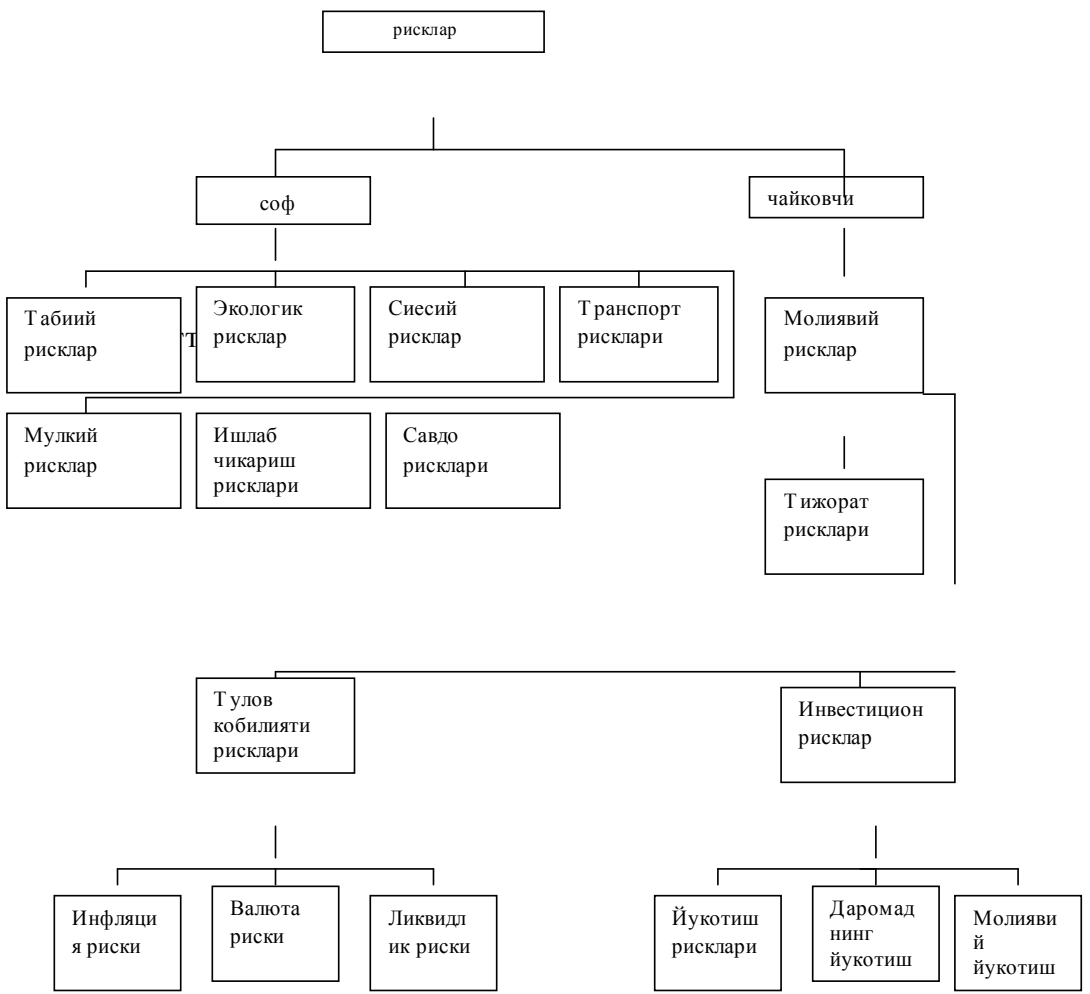 рисклар
соф
чайковчи
Табиий
рисклар
Экологик
рисклар
Сиесий
рисклар
Транспорт
рисклари
Молиявий
рисклар
Мулкий
рисклар
Ишлаб
чикариш
рисклари
Савдо
рисклари
Тижорат
рисклари
Тулов
кобилияти
рисклари
Инвестицион
рисклар
Инфляци
я риски
Валюта
риски
Ликвидл
ик риски
Йукотиш
рисклари
Даромад
нинг
йукотиш
Молияви
й
йукотиш